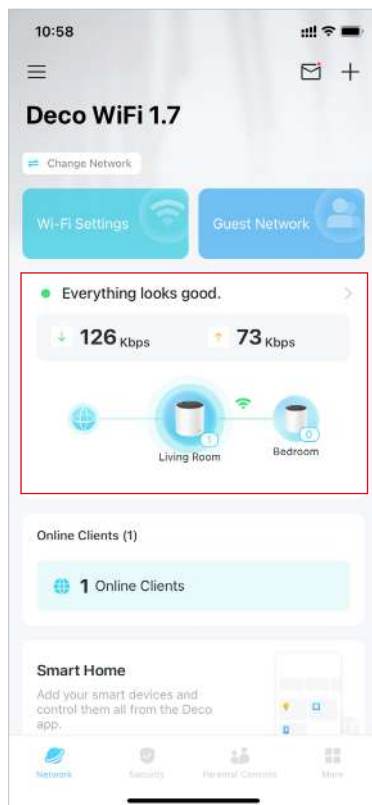 10:58
Deco WiFi 1.7
Change Network
Wi-Fi Settings
Guest Network
Everything looks good.
126 Kbps
73 Kbps
1
0
Living Room
Bedroom
Online Clients (1)
1 Online Clients
Smart Home
Add your smart devices and
control them all from the Deco
app.
Network
Security
Parental Controls
More